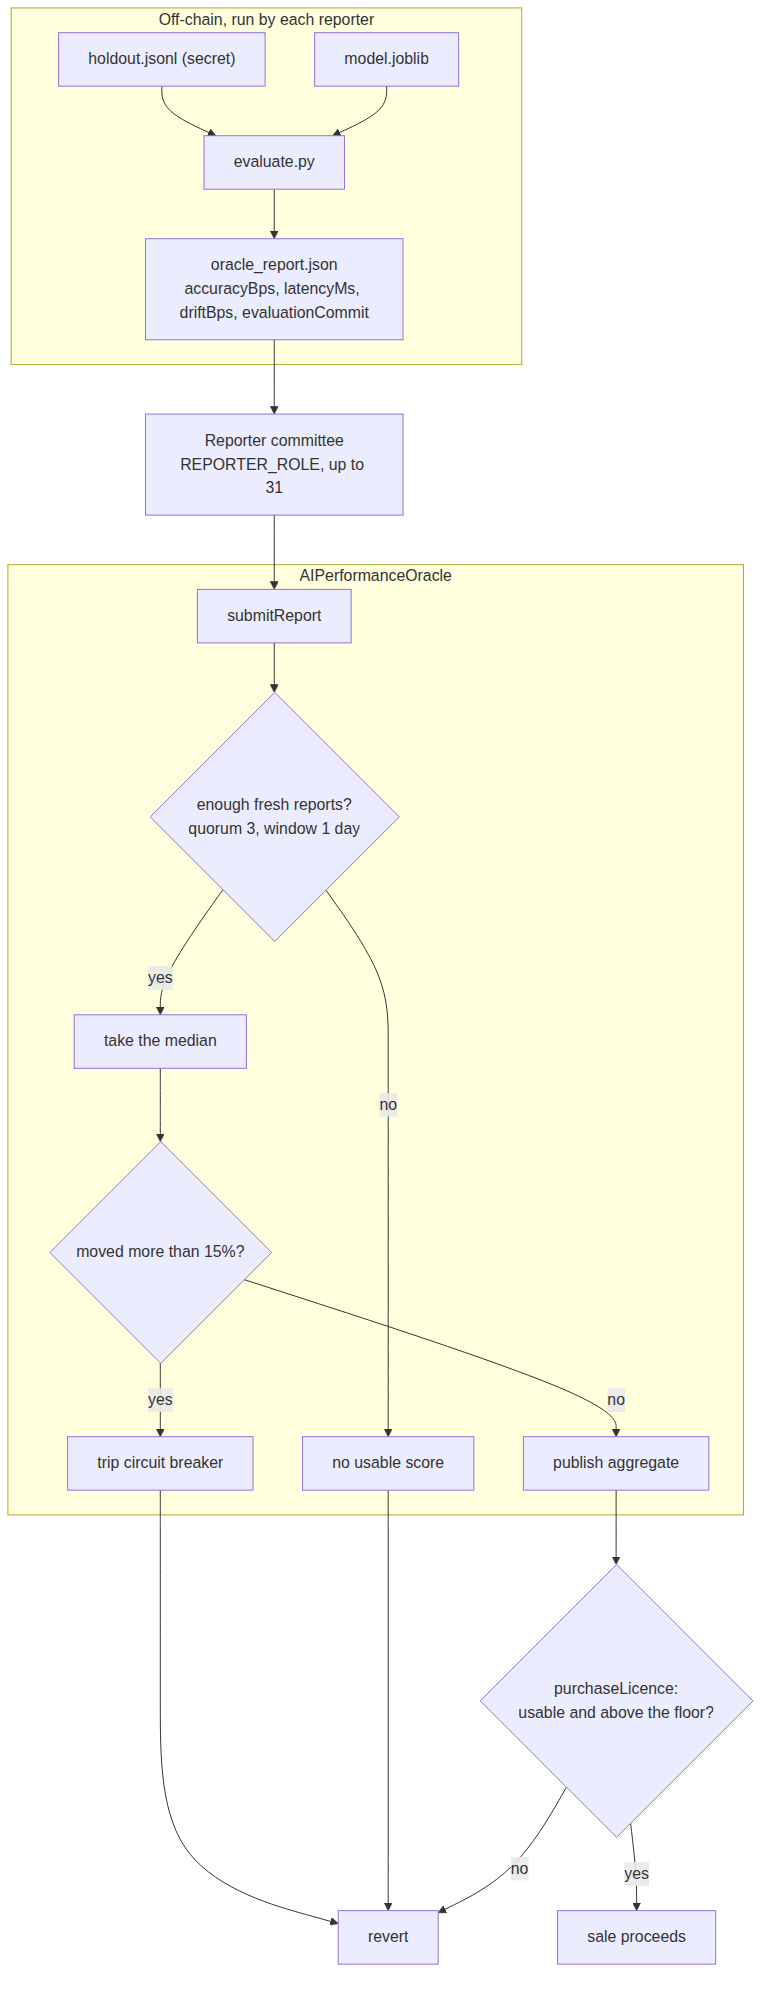 Off-chain, run by each reporter
holdout.jsonl (secret)
model.joblib
evaluate.py
oracle_report.json
accuracyBps, latencyMs,
driftBps, evaluationCommit
Reporter committee
REPORTER_ROLE, up to
31
AIPerformanceOracle
submitReport
enough fresh reports?
quorum 3, window 1 day
yes
take the median
no
moved more than 15%?
yes
no
trip circuit breaker
no usable score
publish aggregate
purchaseLicence:
usable and above the floor?
no
yes
revert
sale proceeds